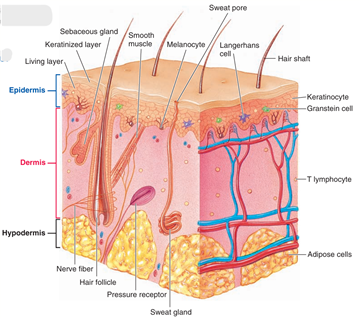 Sweat pore
Sebaceous gland
Smooth
muscle
Keratinized layer
Melanocyte
Langerhans
cell
Living layer
Hair shaft
Epidermis
Keratinocyte
Granstein cell
Dermis
T lymphocyte
Hypodermis
Adipose cells
Nerve fiber
Hair follicle
Pressure receptor
Sweat gland